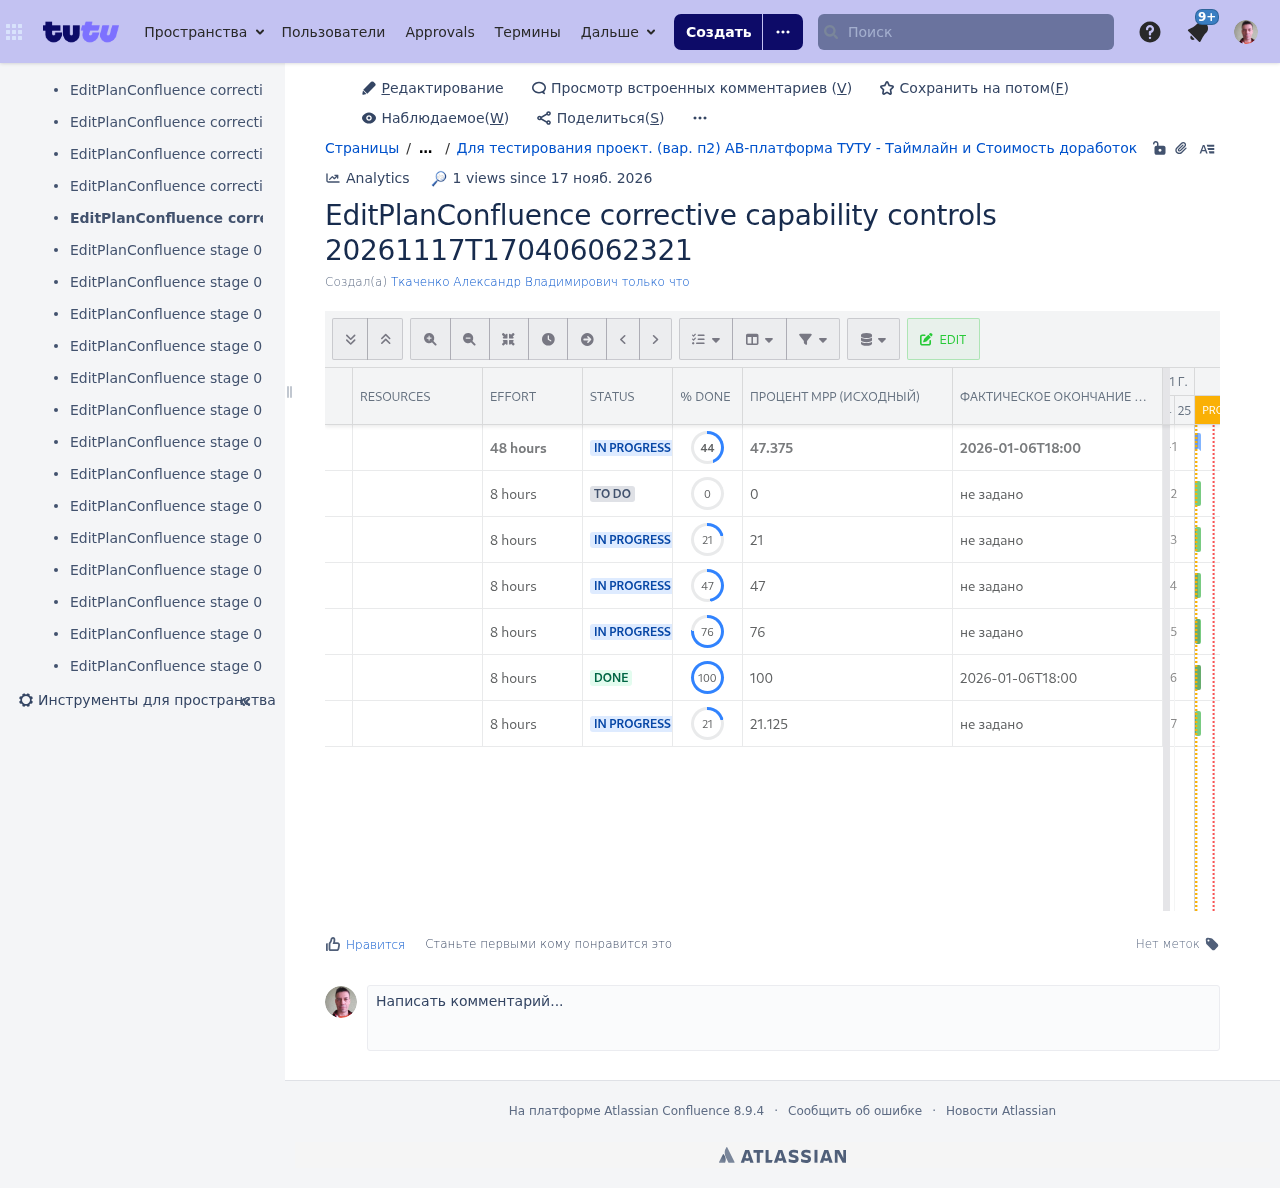 tutu Пространства Пользователи Approvals Термины Дальше Создать ··· Поиск 9+
EditPlanConfluence correcti
EditPlanConfluence correcti
EditPlanConfluence correcti
EditPlanConfluence correcti
EditPlanConfluence corre
EditPlanConfluence stage 0
EditPlanConfluence stage 0
EditPlanConfluence stage 0
EditPlanConfluence stage 0
EditPlanConfluence stage 0
EditPlanConfluence stage 0
EditPlanConfluence stage 0
EditPlanConfluence stage 0
EditPlanConfluence stage 0
EditPlanConfluence stage 0
EditPlanConfluence stage 0
EditPlanConfluence stage 0
EditPlanConfluence stage 0
EditPlanConfluence stage 0
Инструменты для пространства
Редактирование Просмотр встроенных комментариев (V) Сохранить на потом(F)
Наблюдаемое(W) Поделиться(S) ···
Страницы / ... / Для тестирования проект. (вар. п2) АВ-платформа ТУТУ - Таймлайн и Стоимость доработок
Analytics 1 views since 17 нояб. 2026
EditPlanConfluence corrective capability controls
20261117T170406062321
Создал(а) Ткаченко Александр Владимирович только что
EDIT
RESOURCES EFFORT STATUS % DONE ПРОЦЕНТ MPP (ИСХОДНЫЙ) ФАКТИЧЕСКОЕ ОКОНЧАНИЕ ... 1 Г.
25 PRO
48 hours IN PROGRESS 44 47.375 2026-01-06T18:00 1
8 hours TO DO 0 0 не задано 2
8 hours IN PROGRESS 21 21 не задано 3
8 hours IN PROGRESS 47 47 не задано 4
8 hours IN PROGRESS 76 76 не задано 5
8 hours DONE 100 100 2026-01-06T18:00 6
8 hours IN PROGRESS 21 21.125 не задано 7
Нравится Станьте первыми кому понравится это Нет меток
Написать комментарий...
На платформе Atlassian Confluence 8.9.4 · Сообщить об ошибке · Новости Atlassian
ATLASSIAN